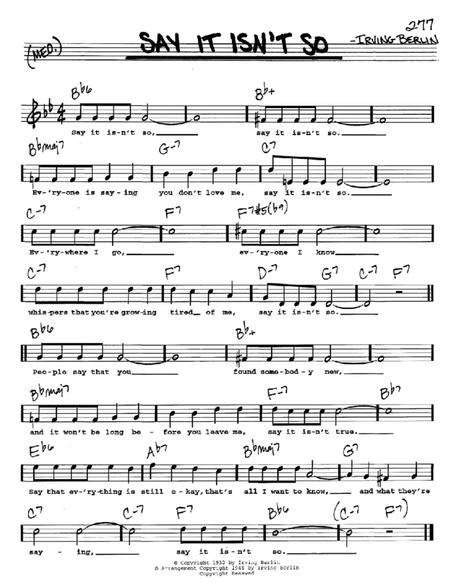 277
(MED.)
SAY IT ISN'T SO
-IRVING BERLIN
Bb6 Bb+
Say it is-n't so, say it is-n't so.
Bbmaj7 G-7 C7
Ev-'ry-one is say-ing you don't love me, say it is-n't so.
C-7 F7 F7#5(b9)
Ev-'ry-where I go, ev-'ry-one I know
C-7 F7 D-7 G7 C-7 F7
whis-pers that you're grow-ing tired of me, say it is-n't so.
Bb6 Bb+
Peo-ple say that you found some-bod-y new,
Bbmaj7 F-7 Bb7
and it won't be long be - fore you leave me, say it is-n't true.
Eb6 Ab7 Bbmaj7 G7
Say that ev-'ry-thing is still o-kay, that's all I want to know, and what they're
C7 C-7 F7 Bb6 (C-7 F7)
say - ing, say it is-n't so.
© Copyright 1932 by Irving Berlin
© Arrangement Copyright 1948 by Irving Berlin
Copyright Renewed